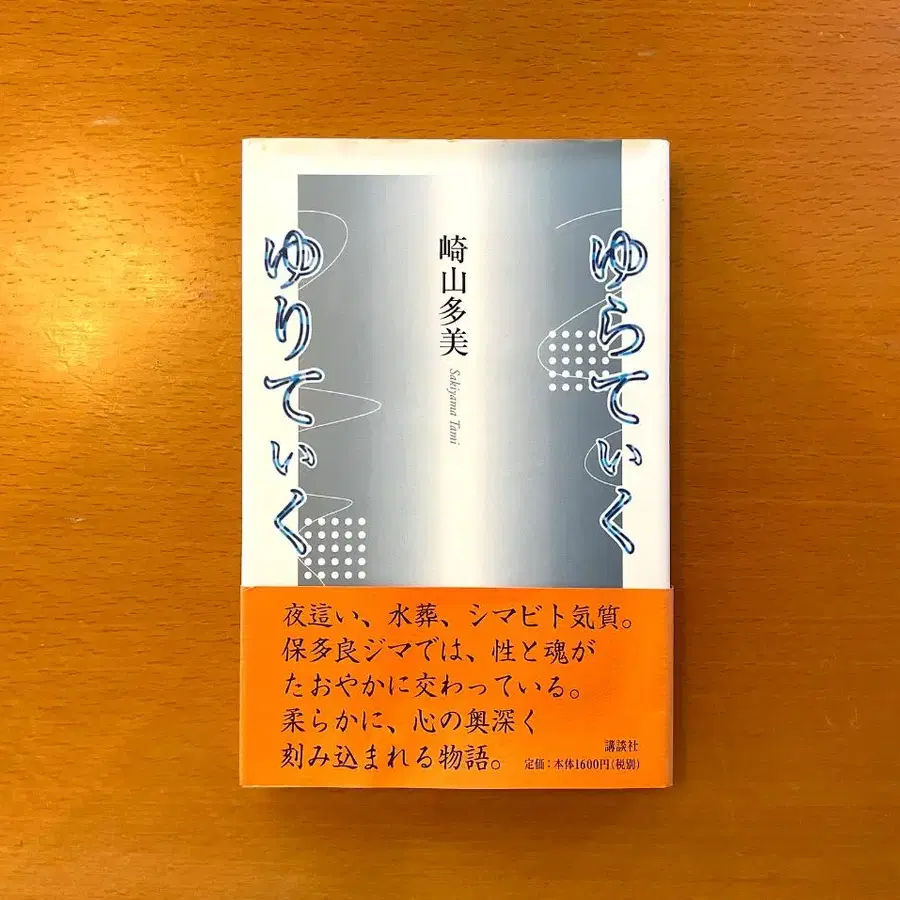 ゆらてぃく
ゆりてぃく
崎山多美
Sakiyama Tami
夜這い、水葬、シマビト気質。
保多良ジマでは、性と魂が
たおやかに交わっている。
柔らかに、心の奥深く
刻み込まれる物語。
講談社
定価:本体1600円(税別)